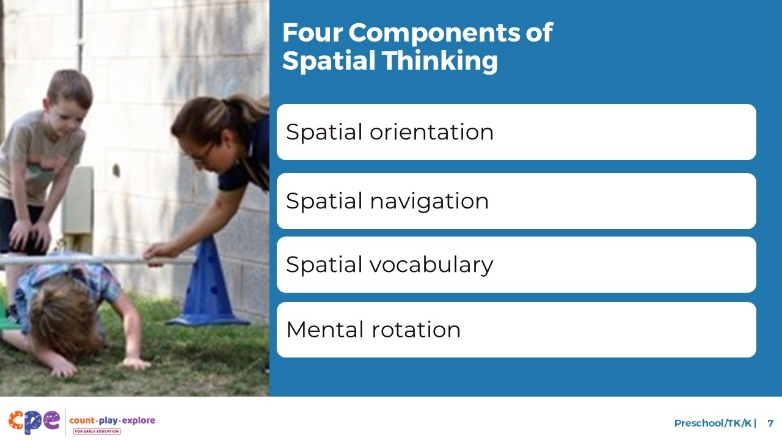 Four Components of
Spatial Thinking
Spatial orientation
Spatial navigation
Spatial vocabulary
Mental rotation
cpe
count·play·explore
FOR EARLY EDUCATION
Preschool/TK/K | 7